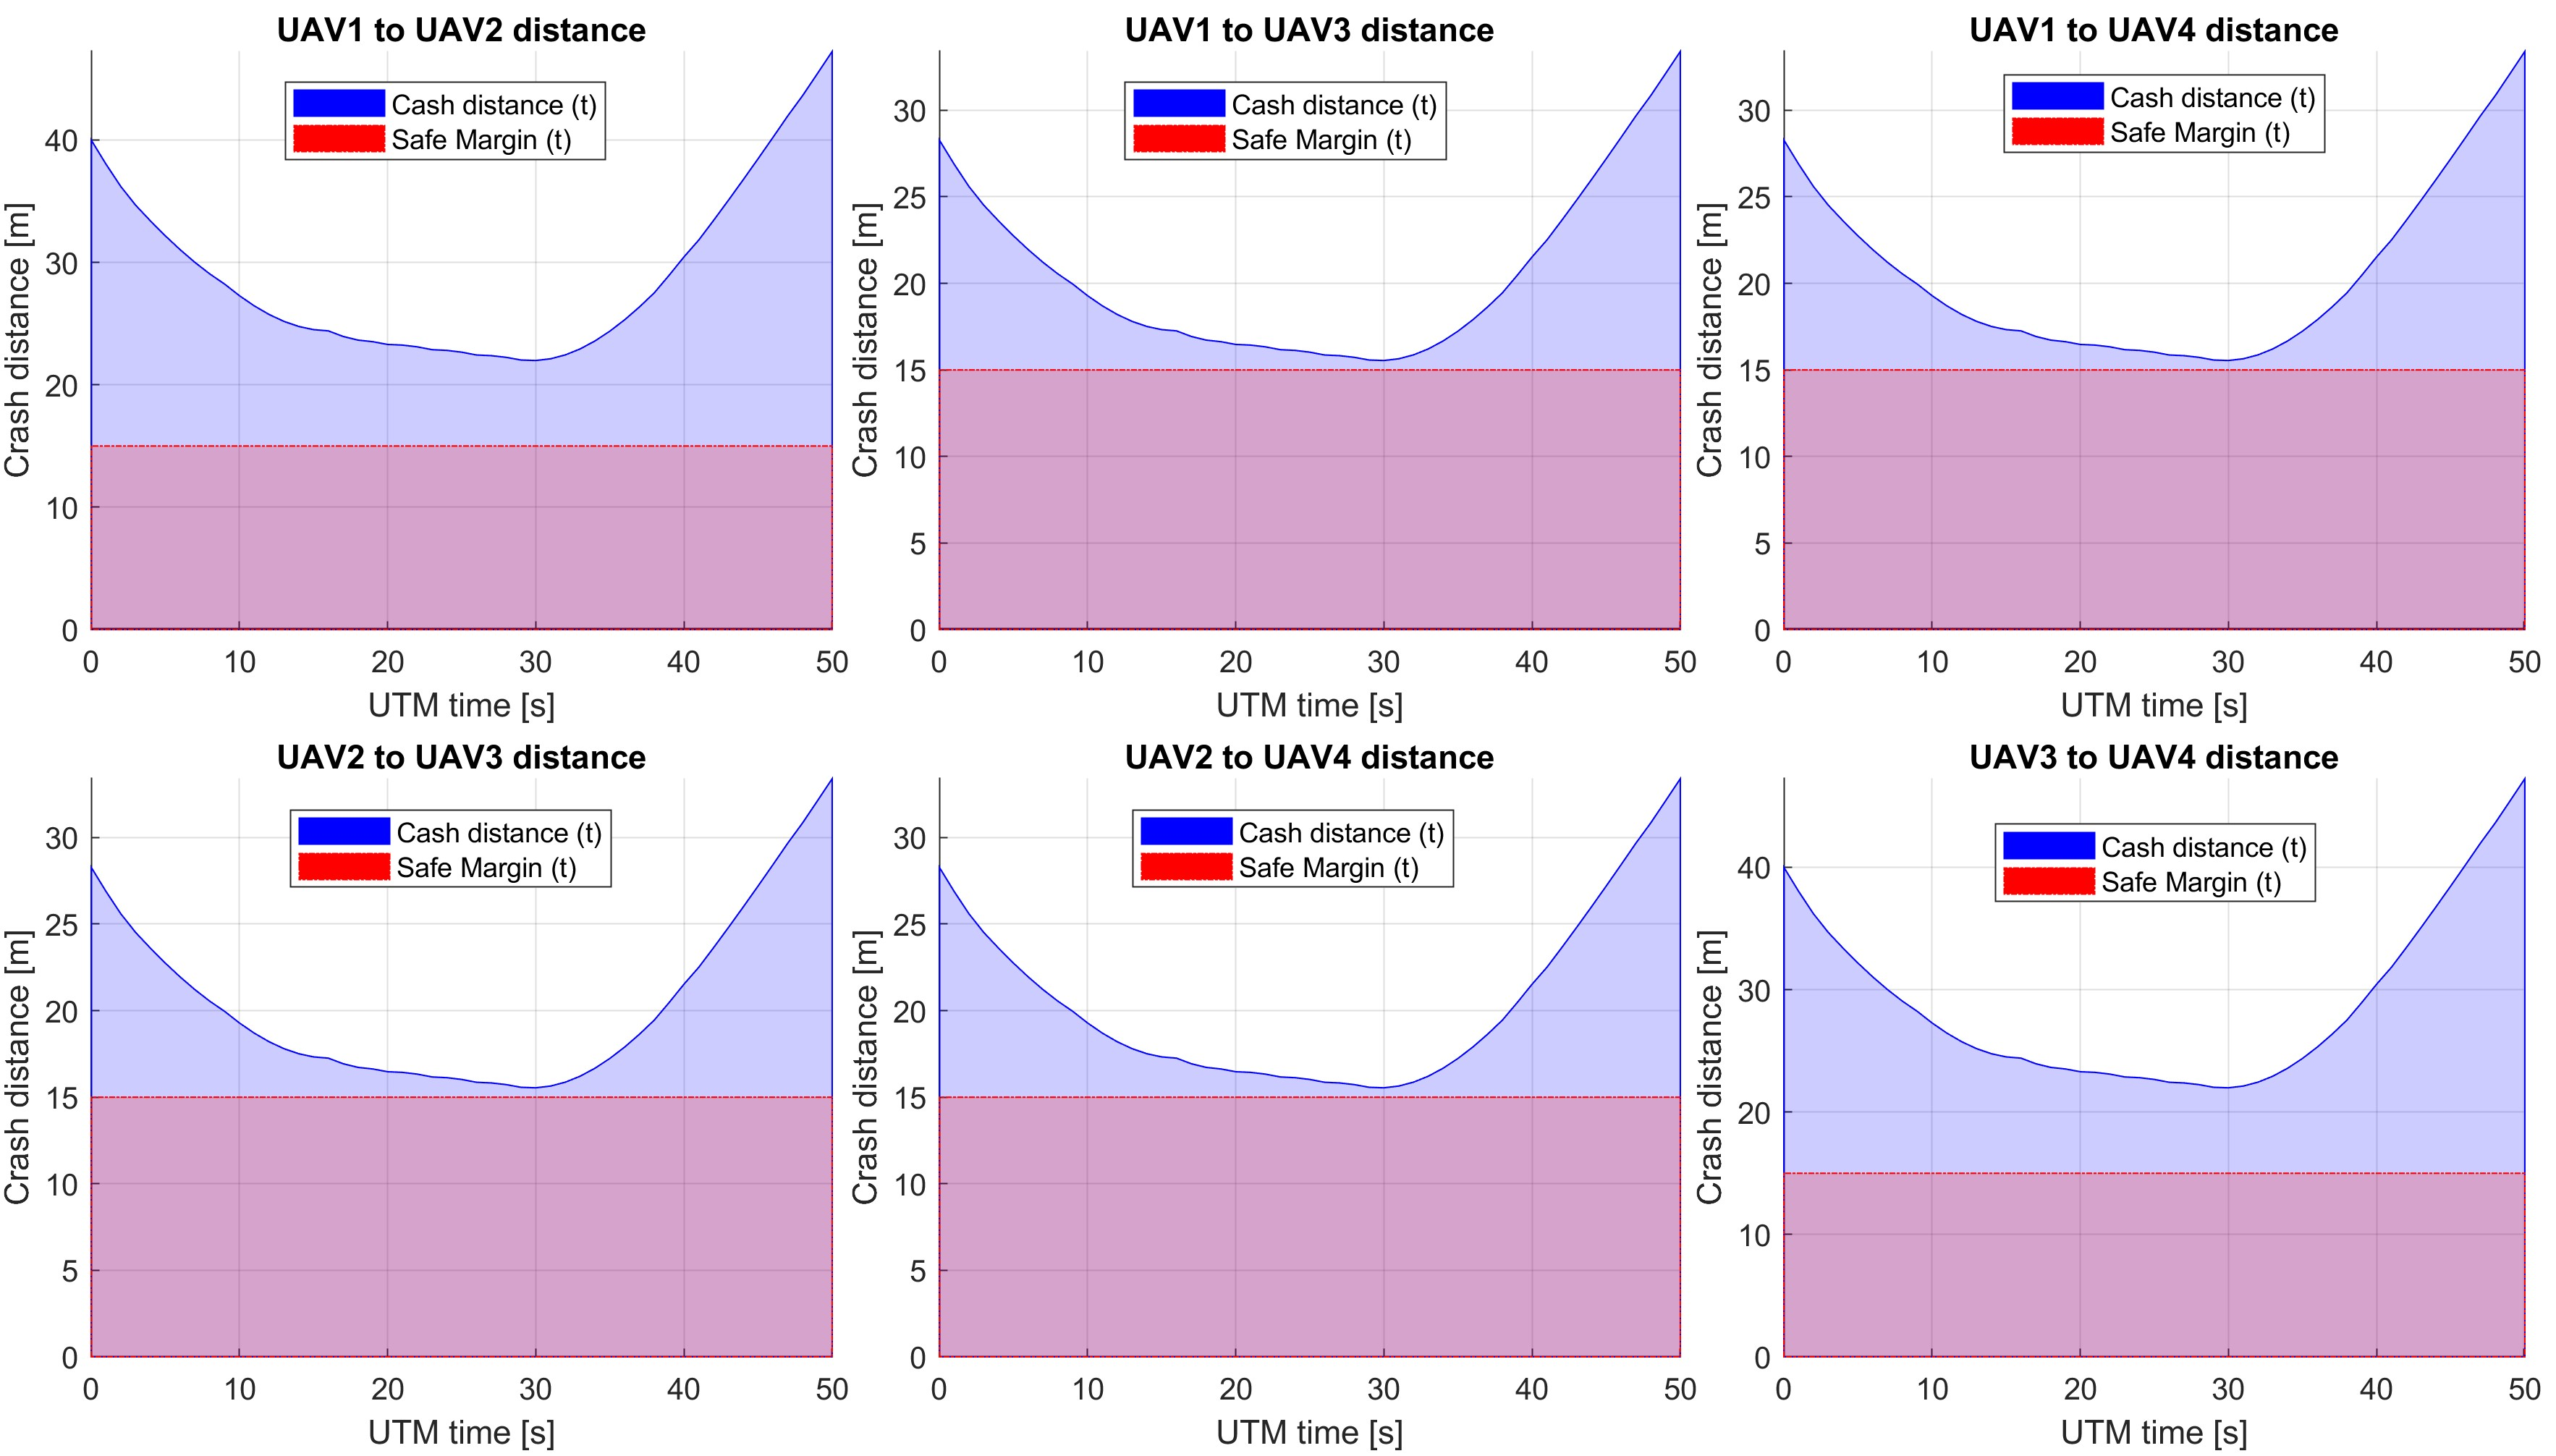 UAV1 to UAV2 distance
Cash distance (t)
Safe Margin (t)
Crash distance [m]
40
30
20
10
0
0 10 20 30 40 50
UTM time [s]
UAV1 to UAV3 distance
Cash distance (t)
Safe Margin (t)
Crash distance [m]
30
25
20
15
10
5
0
0 10 20 30 40 50
UTM time [s]
UAV1 to UAV4 distance
Cash distance (t)
Safe Margin (t)
Crash distance [m]
30
25
20
15
10
5
0
0 10 20 30 40 50
UTM time [s]
UAV2 to UAV3 distance
Cash distance (t)
Safe Margin (t)
Crash distance [m]
30
25
20
15
10
5
0
0 10 20 30 40 50
UTM time [s]
UAV2 to UAV4 distance
Cash distance (t)
Safe Margin (t)
Crash distance [m]
30
25
20
15
10
5
0
0 10 20 30 40 50
UTM time [s]
UAV3 to UAV4 distance
Cash distance (t)
Safe Margin (t)
Crash distance [m]
40
30
20
10
0
0 10 20 30 40 50
UTM time [s]